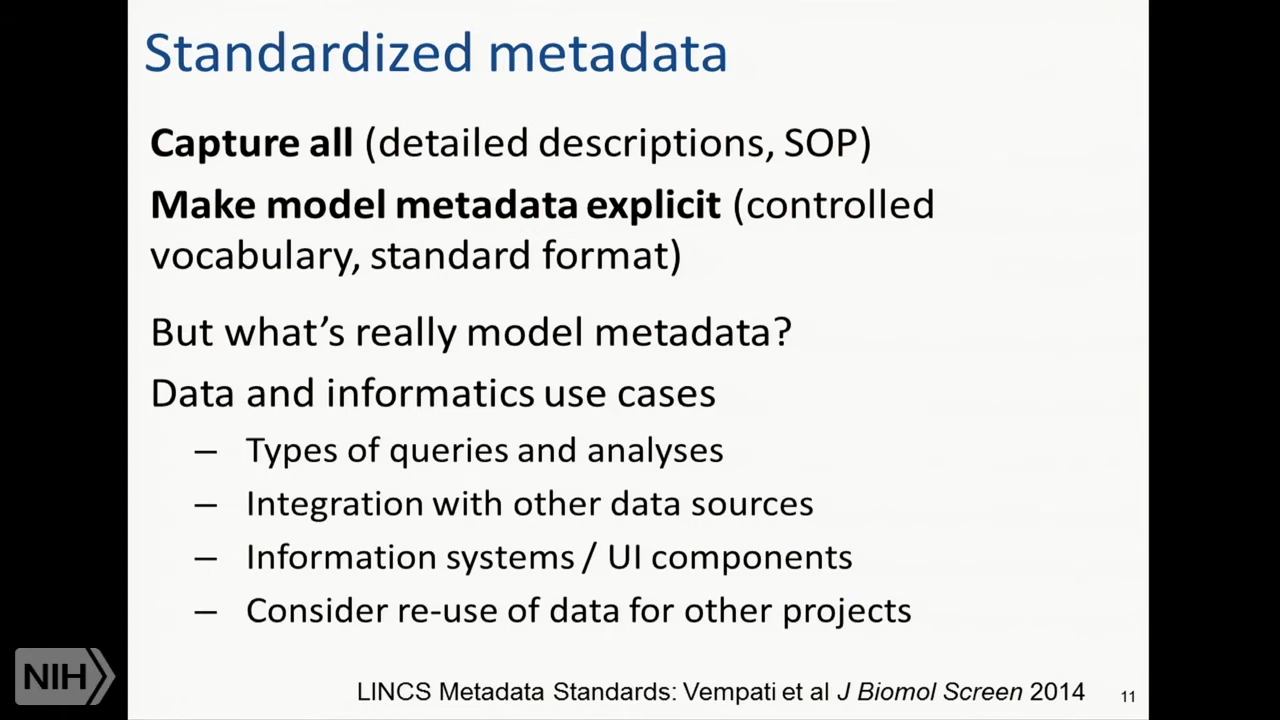 Standardized metadata
Capture all (detailed descriptions, SOP)
Make model metadata explicit (controlled
vocabulary, standard format)
But what’s really model metadata?
Data and informatics use cases
– Types of queries and analyses
– Integration with other data sources
– Information systems / UI components
– Consider re-use of data for other projects
NIH
LINCS Metadata Standards: Vempati et al J Biomol Screen 2014
11